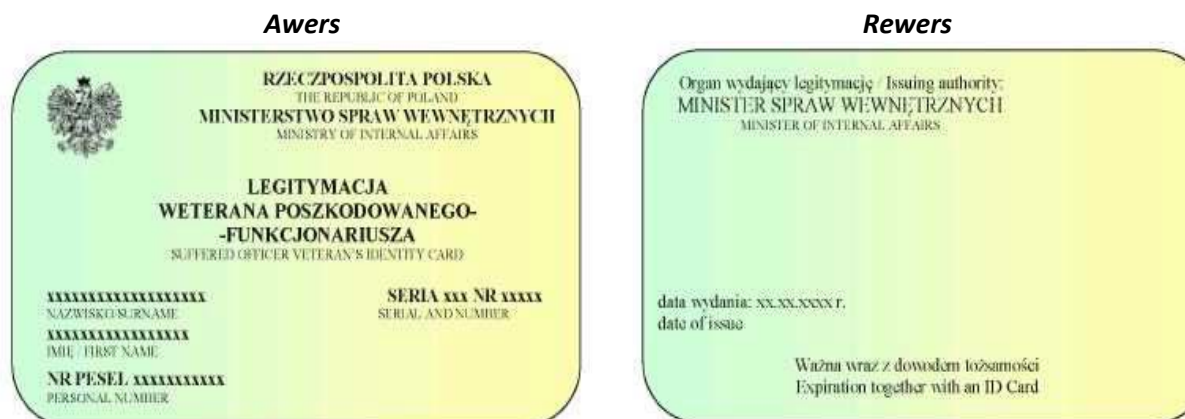 Awers
RZECZPOSPOLITA POLSKA
THE REPUBLIC OF POLAND
MINISTERSTWO SPRAW WEWNĘTRZNYCH
MINISTRY OF INTERNAL AFFAIRS
LEGITYMACJA
WETERANA POSZKODOWANEGO-
-FUNKCJONARIUSZA
SUFFERED OFFICER VETERAN'S IDENTITY CARD
xxxxxxxxxxxxxxxxxxx
NAZWISKO/SURNAME
SERIA xxx NR xxxxx
SERIAL AND NUMBER
xxxxxxxxxxxxxxxxx
IMIĘ / FIRST NAME
NR PESEL xxxxxxxxxxx
PERSONAL NUMBER
Rewers
Organ wydający legitymację / Issuing authority:
MINISTER SPRAW WEWNĘTRZNYCH
MINISTER OF INTERNAL AFFAIRS
data wydania: xx.xx.xxxx r.
date of issue
Ważna wraz z dowodem tożsamości
Expiration together with an ID Card